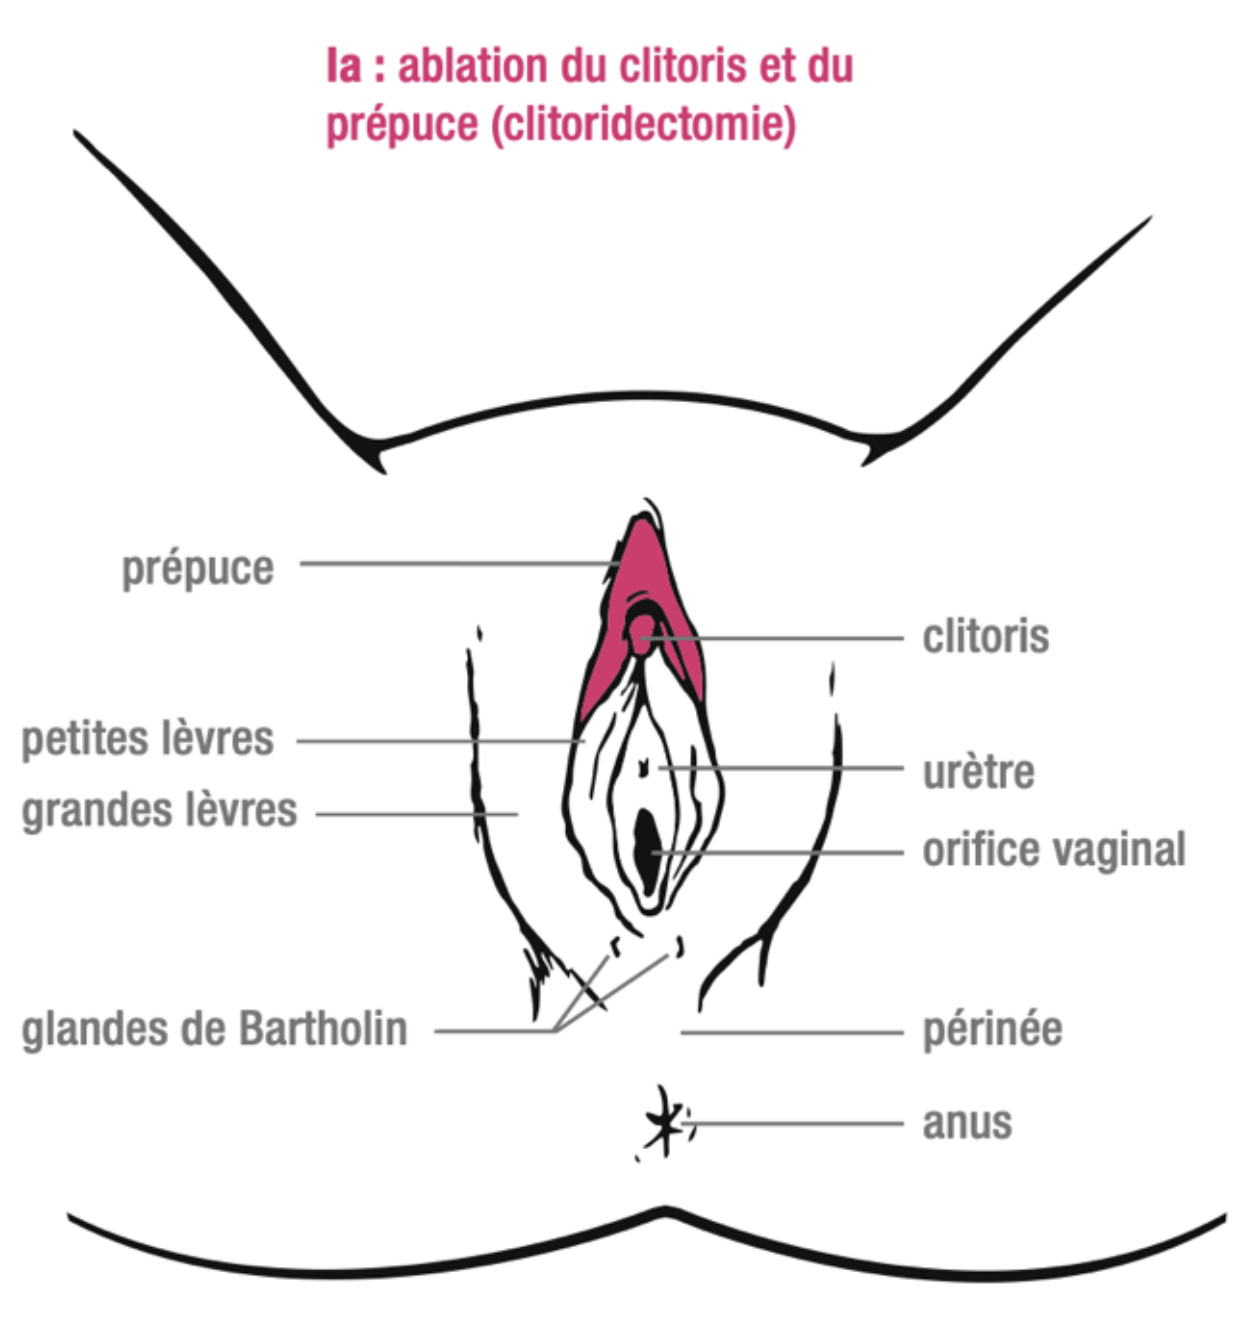 Ia : ablation du clitoris et du
prépuce (clitoridectomie)
prépuce
clitoris
petites lèvres
urètre
grandes lèvres
orifice vaginal
glandes de Bartholin
périnée
anus